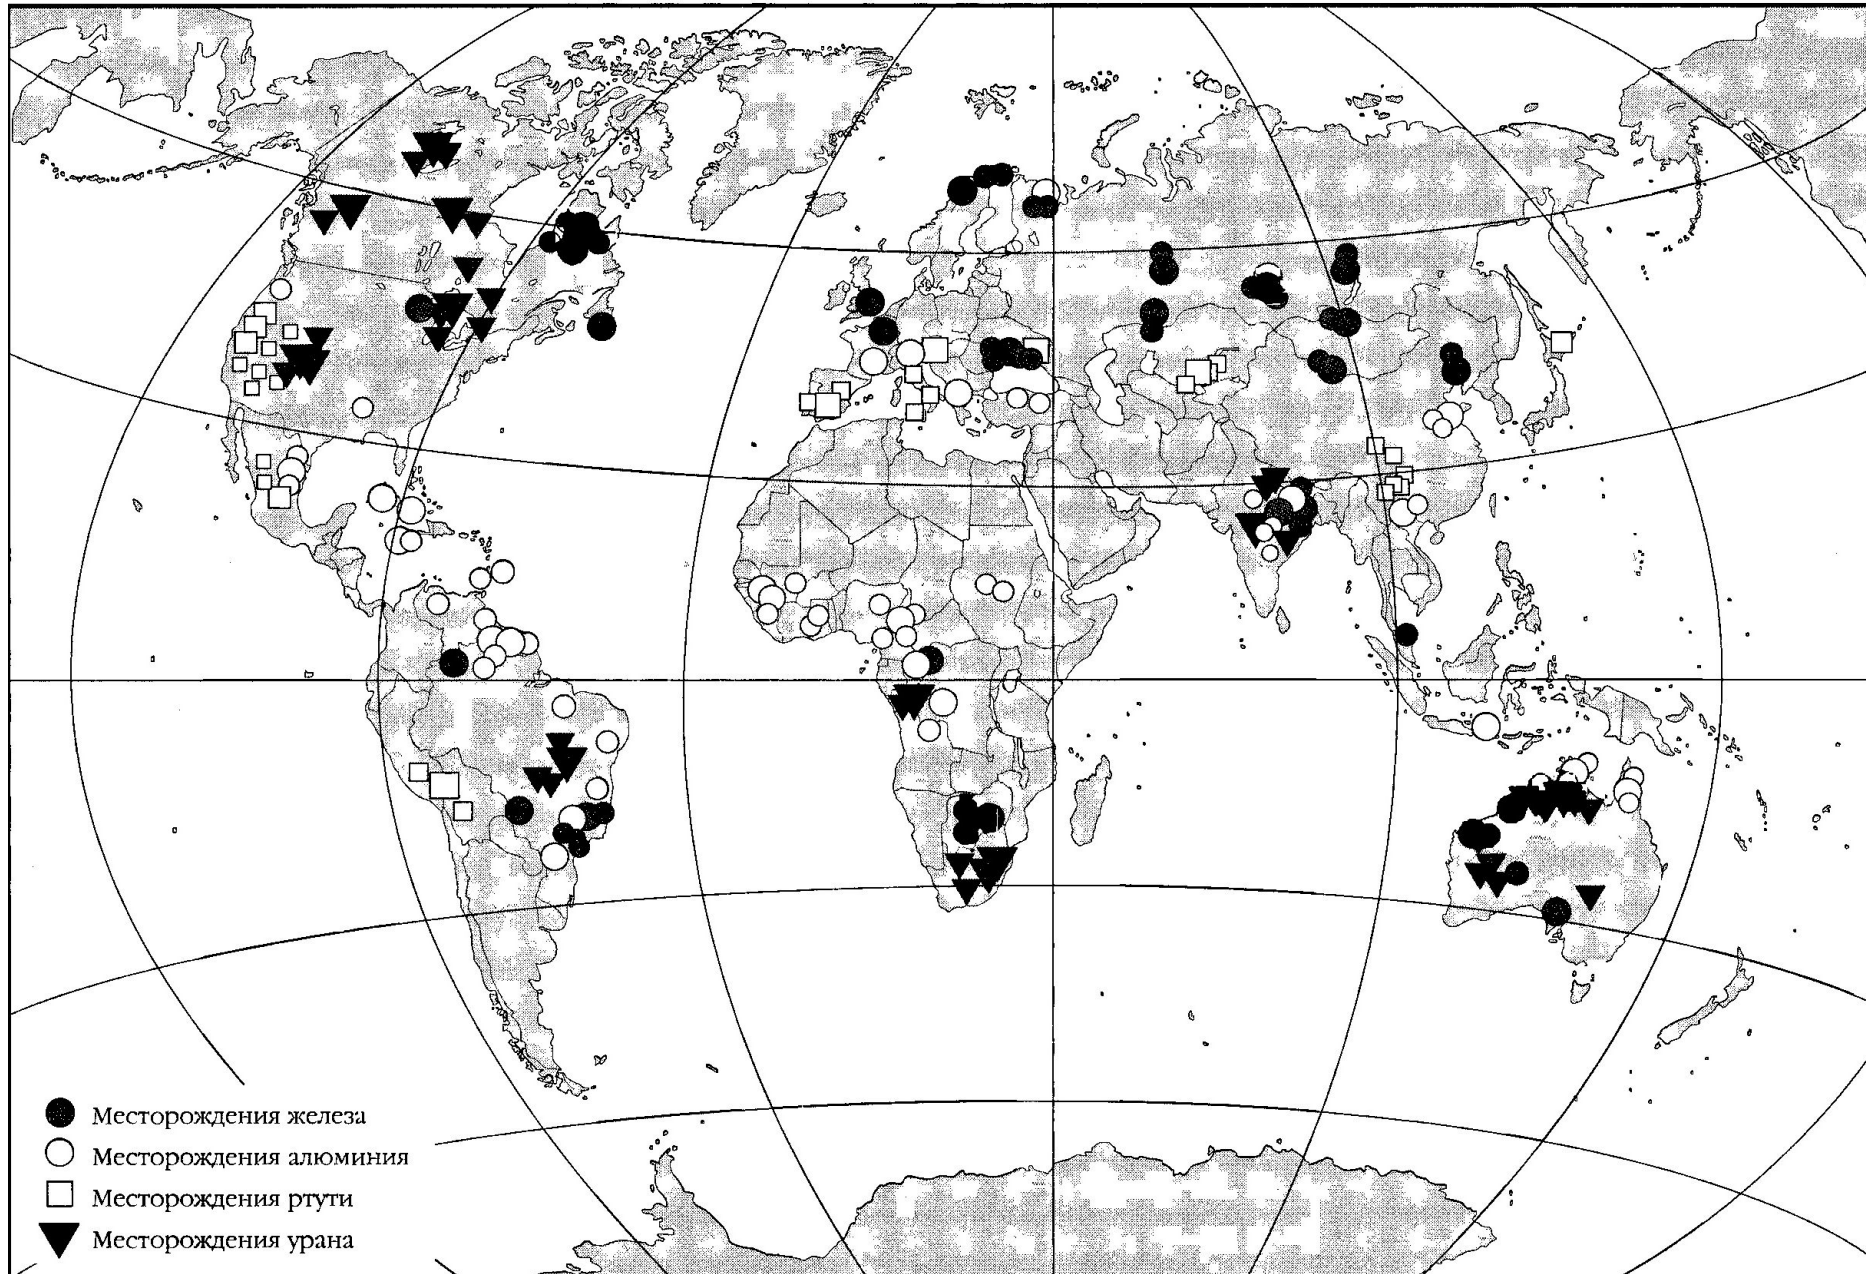 Месторождения железа
Месторождения алюминия
Месторождения ртути
Месторождения урана